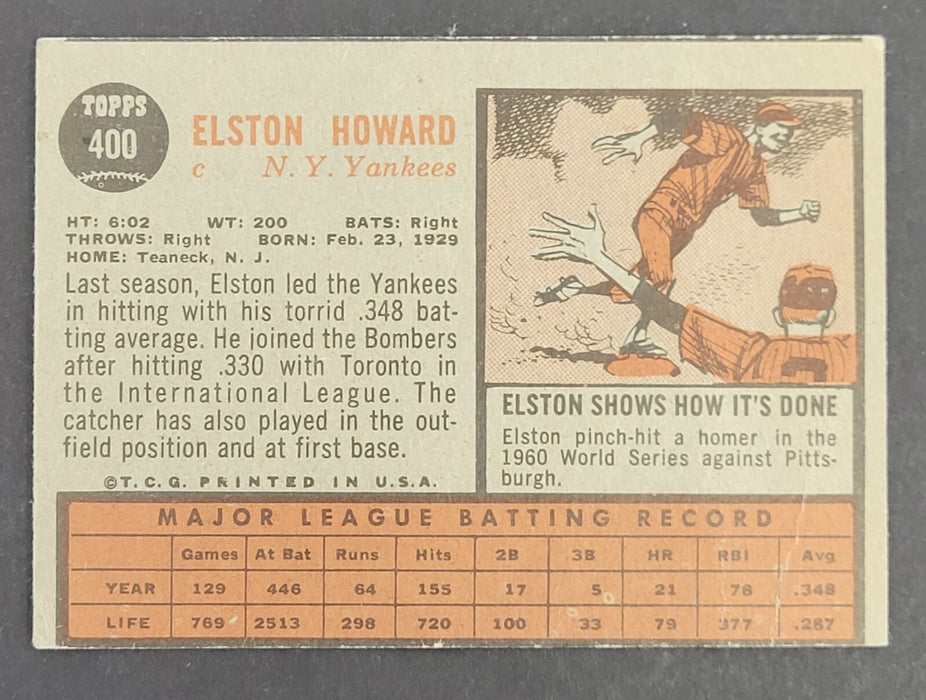 TOPPS
400
ELSTON HOWARD
c N. Y. Yankees
HT: 6:02 WT: 200 BATS: Right
THROWS: Right BORN: Feb. 23, 1929
HOME: Teaneck, N. J.
Last season, Elston led the Yankees
in hitting with his torrid .348 bat-
ting average. He joined the Bombers
after hitting .330 with Toronto in
the International League. The
catcher has also played in the out-
field position and at first base.
©T. C. G. PRINTED IN U.S.A.
ELSTON SHOWS HOW IT'S DONE
Elston pinch-hit a homer in the
1960 World Series against Pitts-
burgh.
MAJOR LEAGUE BATTING RECORD
Games At Bat Runs Hits 2B 3B HR RBI Avg
YEAR 129 446 64 155 17 5 21 76 .348
LIFE 769 2513 298 720 100 33 79 377 .287